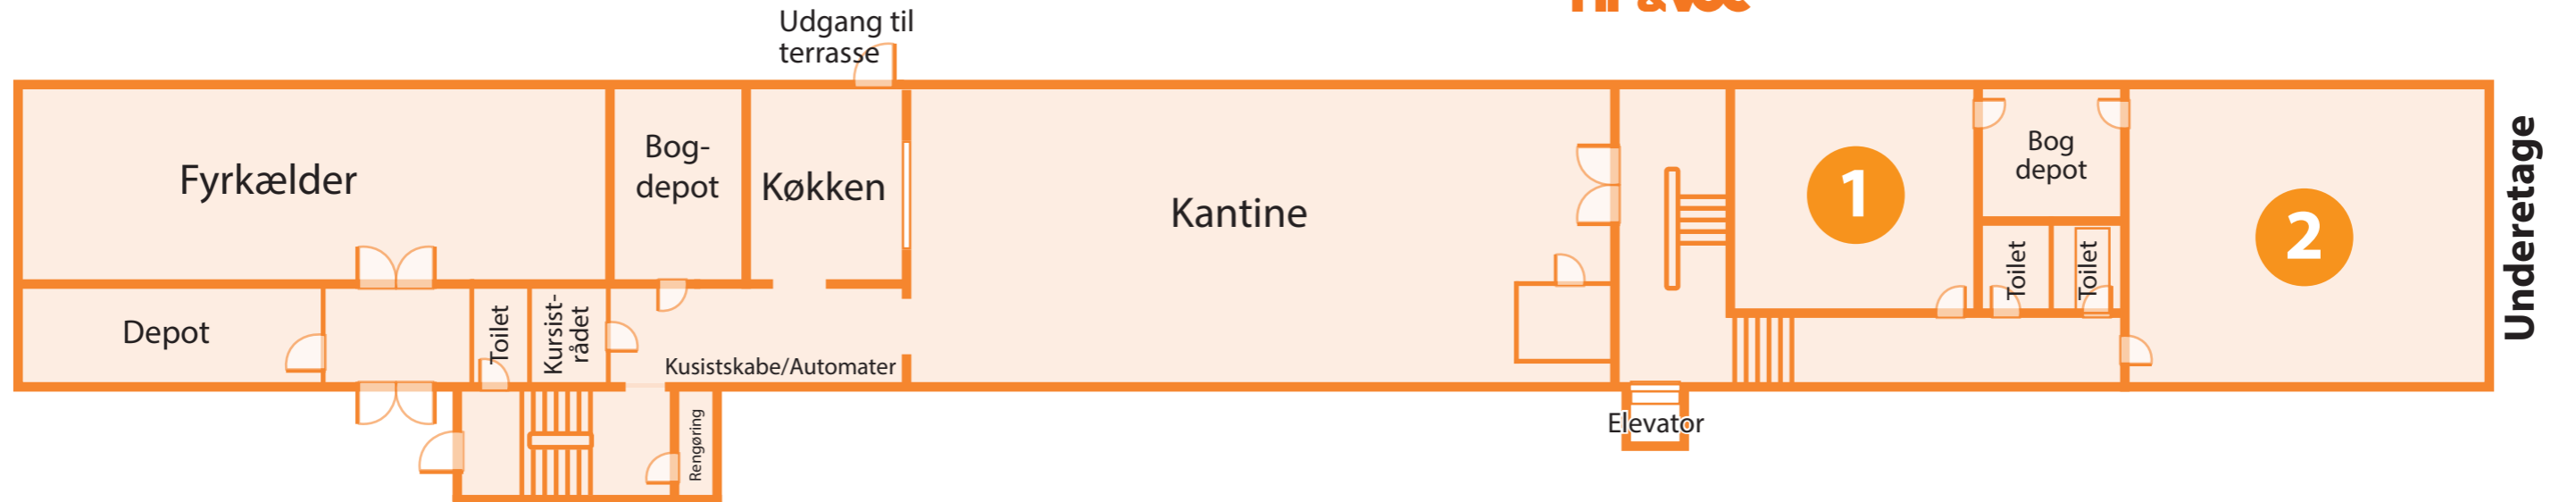 Udgang til
terrasse
Fyrkælder
Bog-
depot
Køkken
Kantine
1
Bog
depot
2
Underetage
Depot
Toilet
Kursist-
rådet
Kusistskabe/Automater
Toilet
Toilet
Elevator
Rengøring